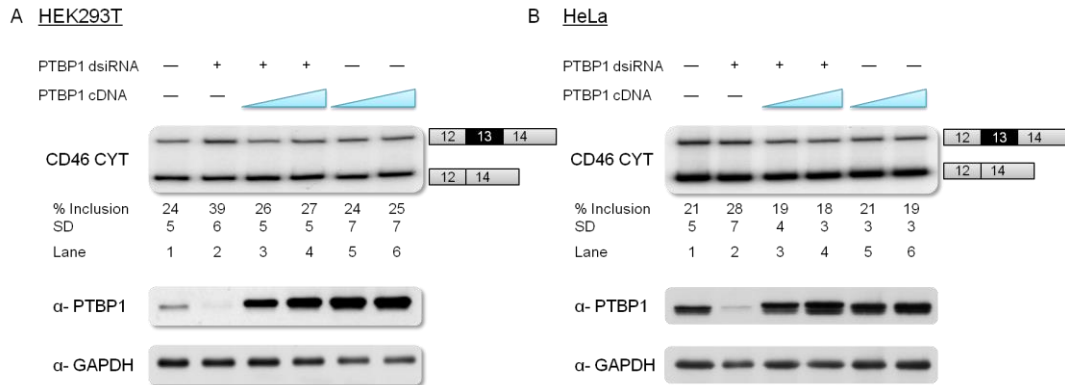 A HEK293T
PTBP1 dsiRNA — + + + — —
PTBP1 cDNA — —
CD46 CYT
12 13 14
12 14
% Inclusion 24 39 26 27 24 25
SD 5 6 5 5 7 7
Lane 1 2 3 4 5 6
α- PTBP1
α- GAPDH
B HeLa
PTBP1 dsiRNA — + + + — —
PTBP1 cDNA — —
CD46 CYT
12 13 14
12 14
% Inclusion 21 28 19 18 21 19
SD 5 7 4 3 3 3
Lane 1 2 3 4 5 6
α- PTBP1
α- GAPDH